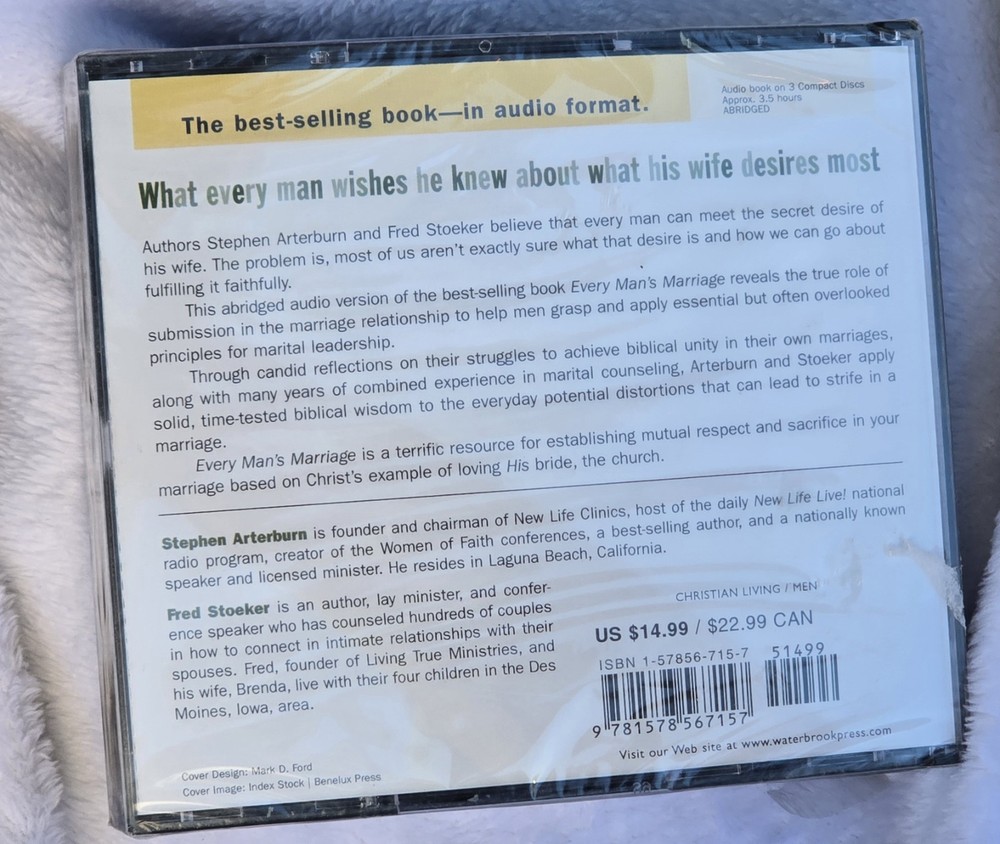 The best-selling book—in audio format.
Audio book on 3 Compact Discs
Approx. 3.5 hours
ABRIDGED
What every man wishes he knew about what his wife desires most
Authors Stephen Arterburn and Fred Stoeker believe that every man can meet the secret desire of
his wife. The problem is, most of us aren't exactly sure what that desire is and how we can go about
fulfilling it faithfully.
This abridged audio version of the best-selling book Every Man's Marriage reveals the true role of
submission in the marriage relationship to help men grasp and apply essential but often overlooked
principles for marital leadership.
Through candid reflections on their struggles to achieve biblical unity in their own marriages,
along with many years of combined experience in marital counseling, Arterburn and Stoeker apply
solid, time-tested biblical wisdom to the everyday potential distortions that can lead to strife in a
marriage.
Every Man's Marriage is a terrific resource for establishing mutual respect and sacrifice in your
marriage based on Christ's example of loving His bride, the church.
Stephen Arterburn is founder and chairman of New Life Clinics, host of the daily New Life Live! national
radio program, creator of the Women of Faith conferences, a best-selling author, and a nationally known
speaker and licensed minister. He resides in Laguna Beach, California.
Fred Stoeker is an author, lay minister, and confer-
ence speaker who has counseled hundreds of couples
in how to connect in intimate relationships with their
spouses. Fred, founder of Living True Ministries, and
his wife, Brenda, live with their four children in the Des
Moines, Iowa, area.
CHRISTIAN LIVING / MEN
US $14.99 / $22.99 CAN
ISBN 1-57856-715-7
51499
9 781578 567157
Visit our Web site at www.waterbrookpress.com
Cover Design: Mark D. Ford
Cover Image: Index Stock | Benelux Press